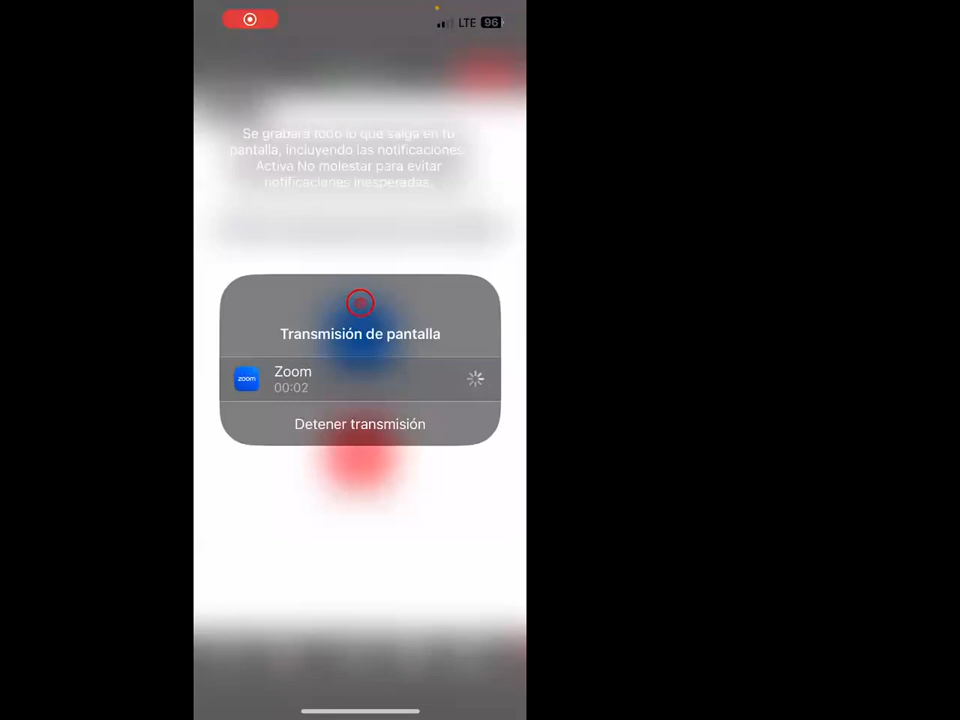 LTE 96
Se grabará todo lo que salga en tu
pantalla, incluyendo las notificaciones.
Activa No molestar para evitar
notificaciones inesperadas.
Transmisión de pantalla
zoom
Zoom
00:02
Detener transmisión